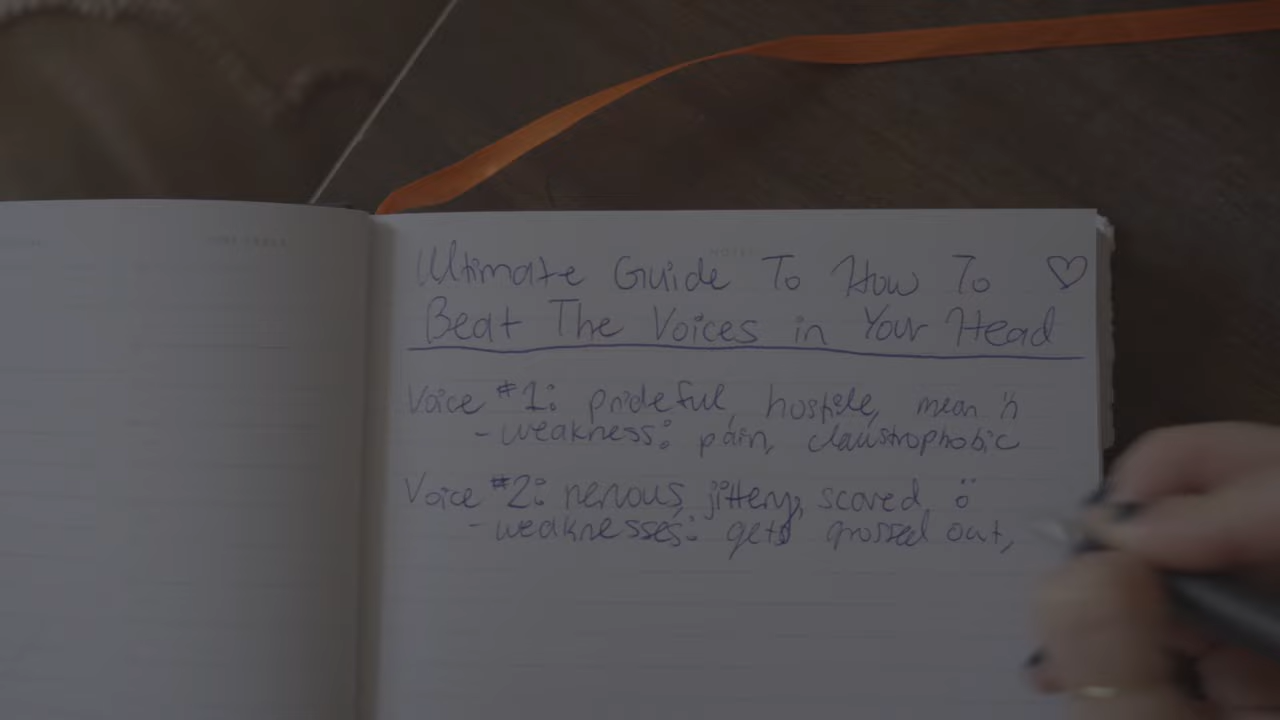 Ultimate Guide To How To ♡
Beat The Voices in Your Head
Voice #1: prideful, hostile, mean
- weakness: pain, claustrophobic
Voice #2: nervous, jittery, scared
- weaknesses: gets grossed out,